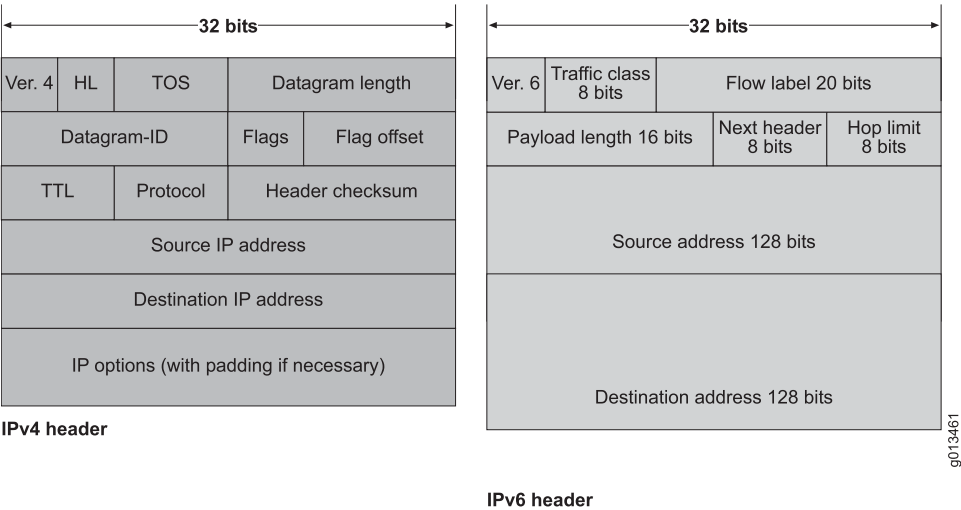 32 bits
Ver. 4 HL TOS Datagram length
Datagram-ID Flags Flag offset
TTL Protocol Header checksum
Source IP address
Destination IP address
IP options (with padding if necessary)
IPv4 header
32 bits
Ver. 6 Traffic class
8 bits
Flow label 20 bits
Payload length 16 bits
Next header
8 bits
Hop limit
8 bits
Source address 128 bits
Destination address 128 bits
IPv6 header
g013461